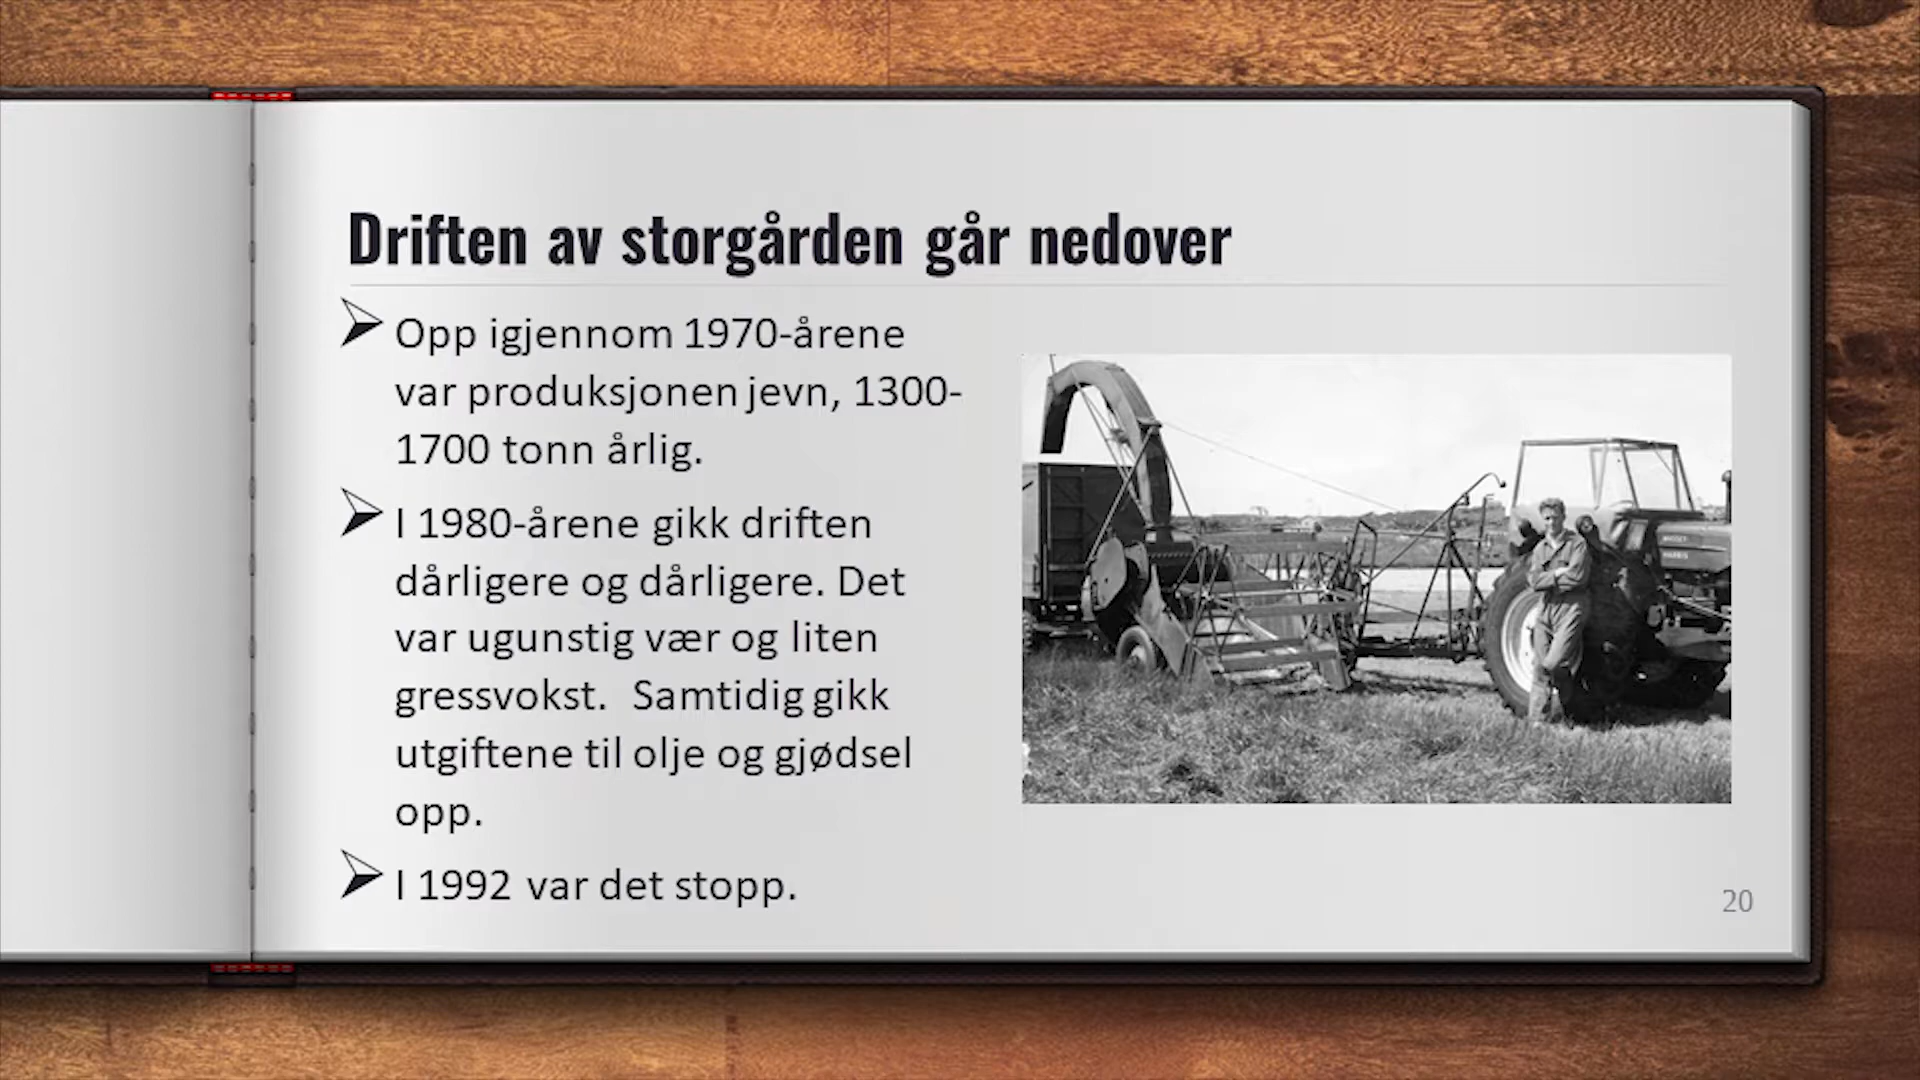 Driften av storgården går nedover
Opp igjennom 1970-årene
var produksjonen jevn, 1300-
1700 tonn årlig.
I 1980-årene gikk driften
dårligere og dårligere. Det
var ugunstig vær og liten
gressvokst. Samtidig gikk
utgiftene til olje og gjødsel
opp.
I 1992 var det stopp.
MASSEY
HARRIS
20